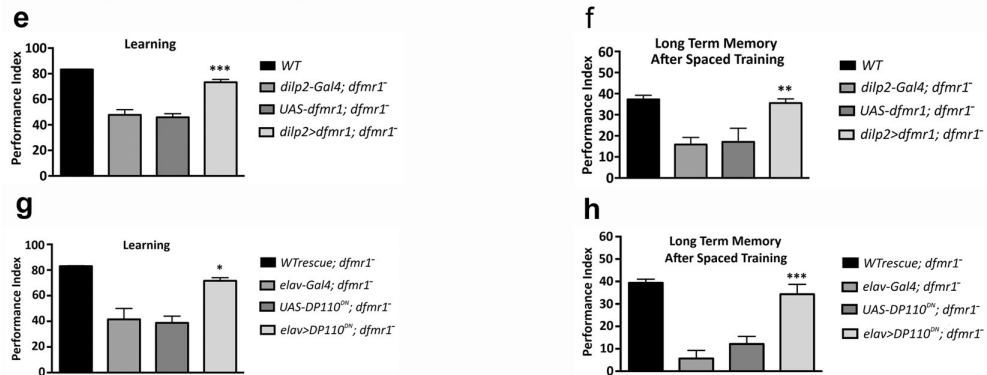 e
Learning
Performance Index
100
80
60
40
20
0
***
WT
dilp2-Gal4; dfmr1⁻
UAS-dfmr1; dfmr1⁻
dilp2>dfmr1; dfmr1⁻
f
Long Term Memory
After Spaced Training
Performance Index
60
50
40
30
20
10
0
**
WT
dilp2-Gal4; dfmr1⁻
UAS-dfmr1; dfmr1⁻
dilp2>dfmr1; dfmr1⁻
g
Learning
Performance Index
100
80
60
40
20
0
*
WTrescue; dfmr1⁻
elav-Gal4; dfmr1⁻
UAS-DP110ᴰᴺ; dfmr1⁻
elav>DP110ᴰᴺ; dfmr1⁻
h
Long Term Memory
After Spaced Training
Performance Index
60
50
40
30
20
10
0
***
WTrescue; dfmr1⁻
elav-Gal4; dfmr1⁻
UAS-DP110ᴰᴺ; dfmr1⁻
elav>DP110ᴰᴺ; dfmr1⁻